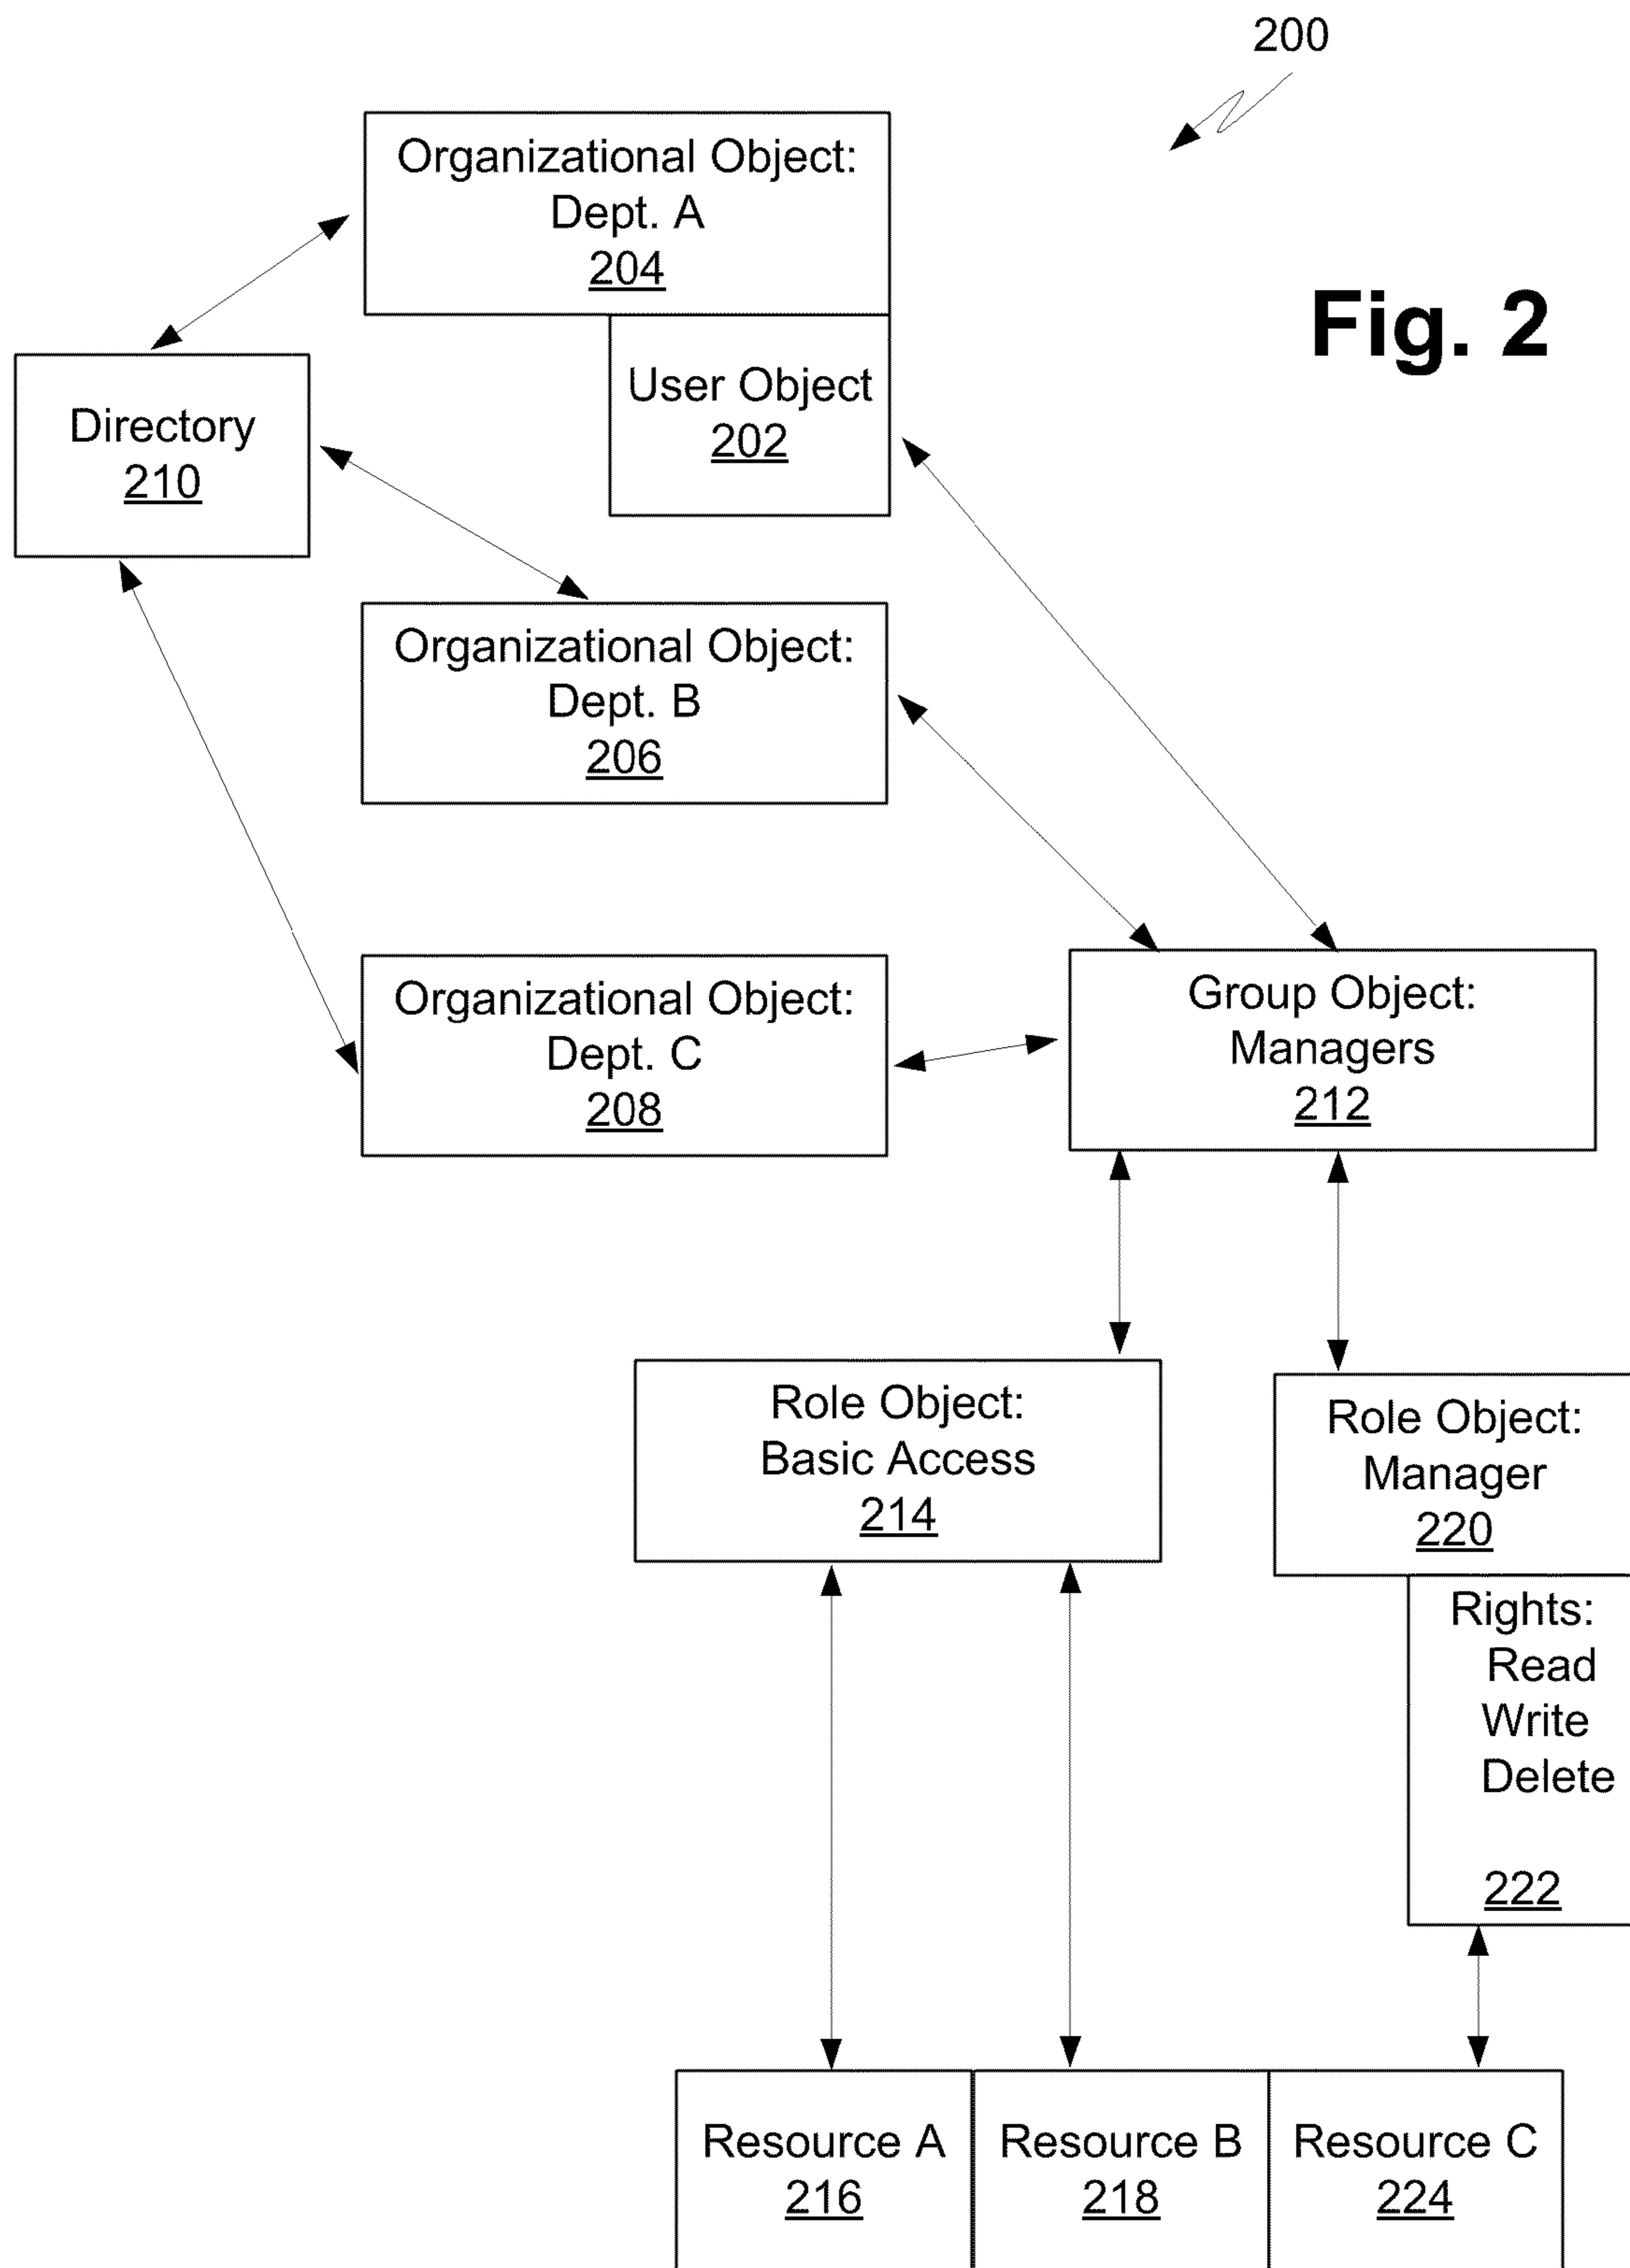 200
Organizational Object:
Dept. A
204
Fig. 2
User Object
202
Directory
210
Organizational Object:
Dept. B
206
Organizational Object:
Dept. C
208
Group Object:
Managers
212
Role Object:
Basic Access
214
Role Object:
Manager
220
Rights:
Read
Write
Delete
222
Resource A
216
Resource B
218
Resource C
224